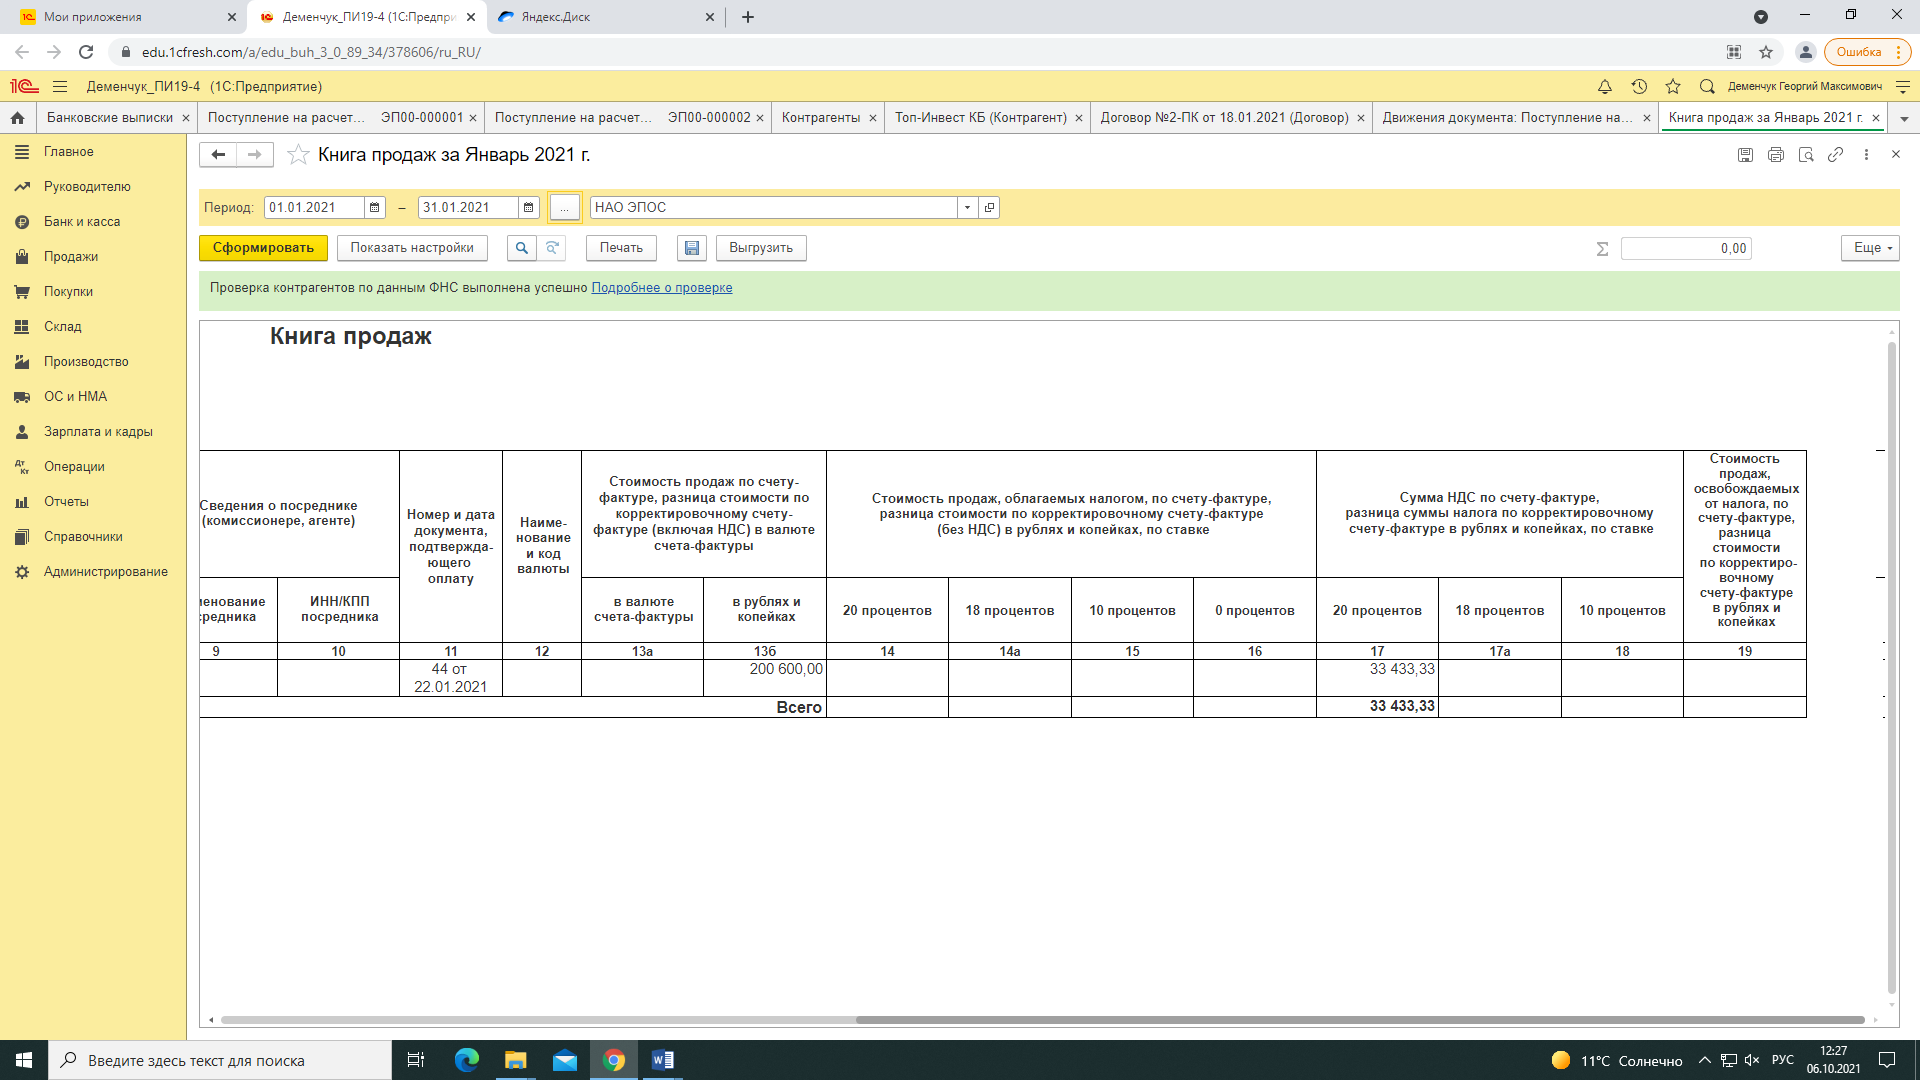 Мои приложения
Деменчук_ПИ19-4 (1С:Предпри
Яндекс.Диск
edu.1cfresh.com/a/edu_buh_3_0_89_34/378606/ru_RU/
Ошибка
Деменчук_ПИ19-4 (1С:Предприятие)
Деменчук Георгий Максимович
Банковские выписки
Поступление на расчет... ЭП00-000001
Поступление на расчет... ЭП00-000002
Контрагенты
Топ-Инвест КБ (Контрагент)
Договор №2-ПК от 18.01.2021 (Договор)
Движения документа: Поступление на...
Книга продаж за Январь 2021 г.
Главное
Руководителю
Банк и касса
Продажи
Покупки
Склад
Производство
ОС и НМА
Зарплата и кадры
Операции
Отчеты
Справочники
Администрирование
Книга продаж за Январь 2021 г.
Период: 01.01.2021 – 31.01.2021 ... НАО ЭПОС
Сформировать Показать настройки Печать Выгрузить Σ 0,00 Еще
Проверка контрагентов по данным ФНС выполнена успешно Подробнее о проверке
Книга продаж
Сведения о посреднике
(комиссионере, агенте)
Номер и дата
документа,
подтвержда-
ющего
оплату
Наиме-
нование
и код
валюты
Стоимость продаж по счету-
фактуре, разница стоимости по
корректировочному счету-
фактуре (включая НДС) в валюте
счета-фактуры
Стоимость продаж, облагаемых налогом, по счету-фактуре,
разница стоимости по корректировочному счету-фактуре
(без НДС) в рублях и копейках, по ставке
Сумма НДС по счету-фактуре,
разница суммы налога по корректировочному
счету-фактуре в рублях и копейках, по ставке
Стоимость
продаж,
освобождаемых
от налога, по
счету-фактуре,
разница
стоимости
по корректиро-
вочному
счету-фактуре
в рублях и
копейках
менование
средника
ИНН/КПП
посредника
в валюте
счета-фактуры
в рублях и
копейках
20 процентов
18 процентов
10 процентов
0 процентов
20 процентов
18 процентов
10 процентов
9 10 11 12 13а 13б 14 14а 15 16 17 17а 18 19
44 от
22.01.2021
200 600,00
33 433,33
Всего 33 433,33
Введите здесь текст для поиска
11°C Солнечно
РУС
12:27
06.10.2021